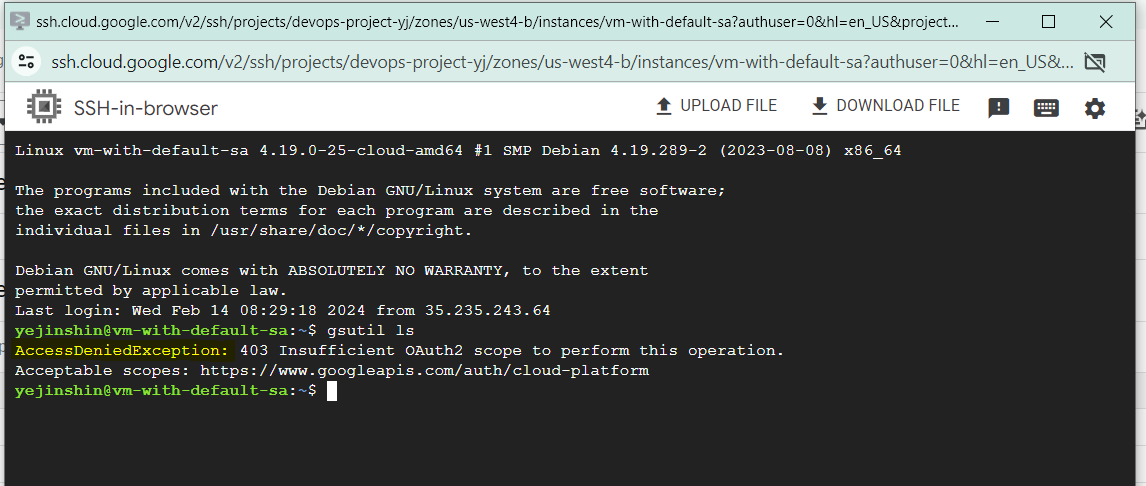 ssh.cloud.google.com/v2/ssh/projects/devops-project-yj/zones/us-west4-b/instances/vm-with-default-sa?authuser=0&hl=en_US&project...
ssh.cloud.google.com/v2/ssh/projects/devops-project-yj/zones/us-west4-b/instances/vm-with-default-sa?authuser=0&hl=en_US&...
SSH-in-browser
UPLOAD FILE
DOWNLOAD FILE
Linux vm-with-default-sa 4.19.0-25-cloud-amd64 #1 SMP Debian 4.19.289-2 (2023-08-08) x86_64
The programs included with the Debian GNU/Linux system are free software;
the exact distribution terms for each program are described in the
individual files in /usr/share/doc/*/copyright.
Debian GNU/Linux comes with ABSOLUTELY NO WARRANTY, to the extent
permitted by applicable law.
Last login: Wed Feb 14 08:29:18 2024 from 35.235.243.64
yejinshin@vm-with-default-sa:~$ gsutil ls
AccessDeniedException: 403 Insufficient OAuth2 scope to perform this operation.
Acceptable scopes: https://www.googleapis.com/auth/cloud-platform
yejinshin@vm-with-default-sa:~$